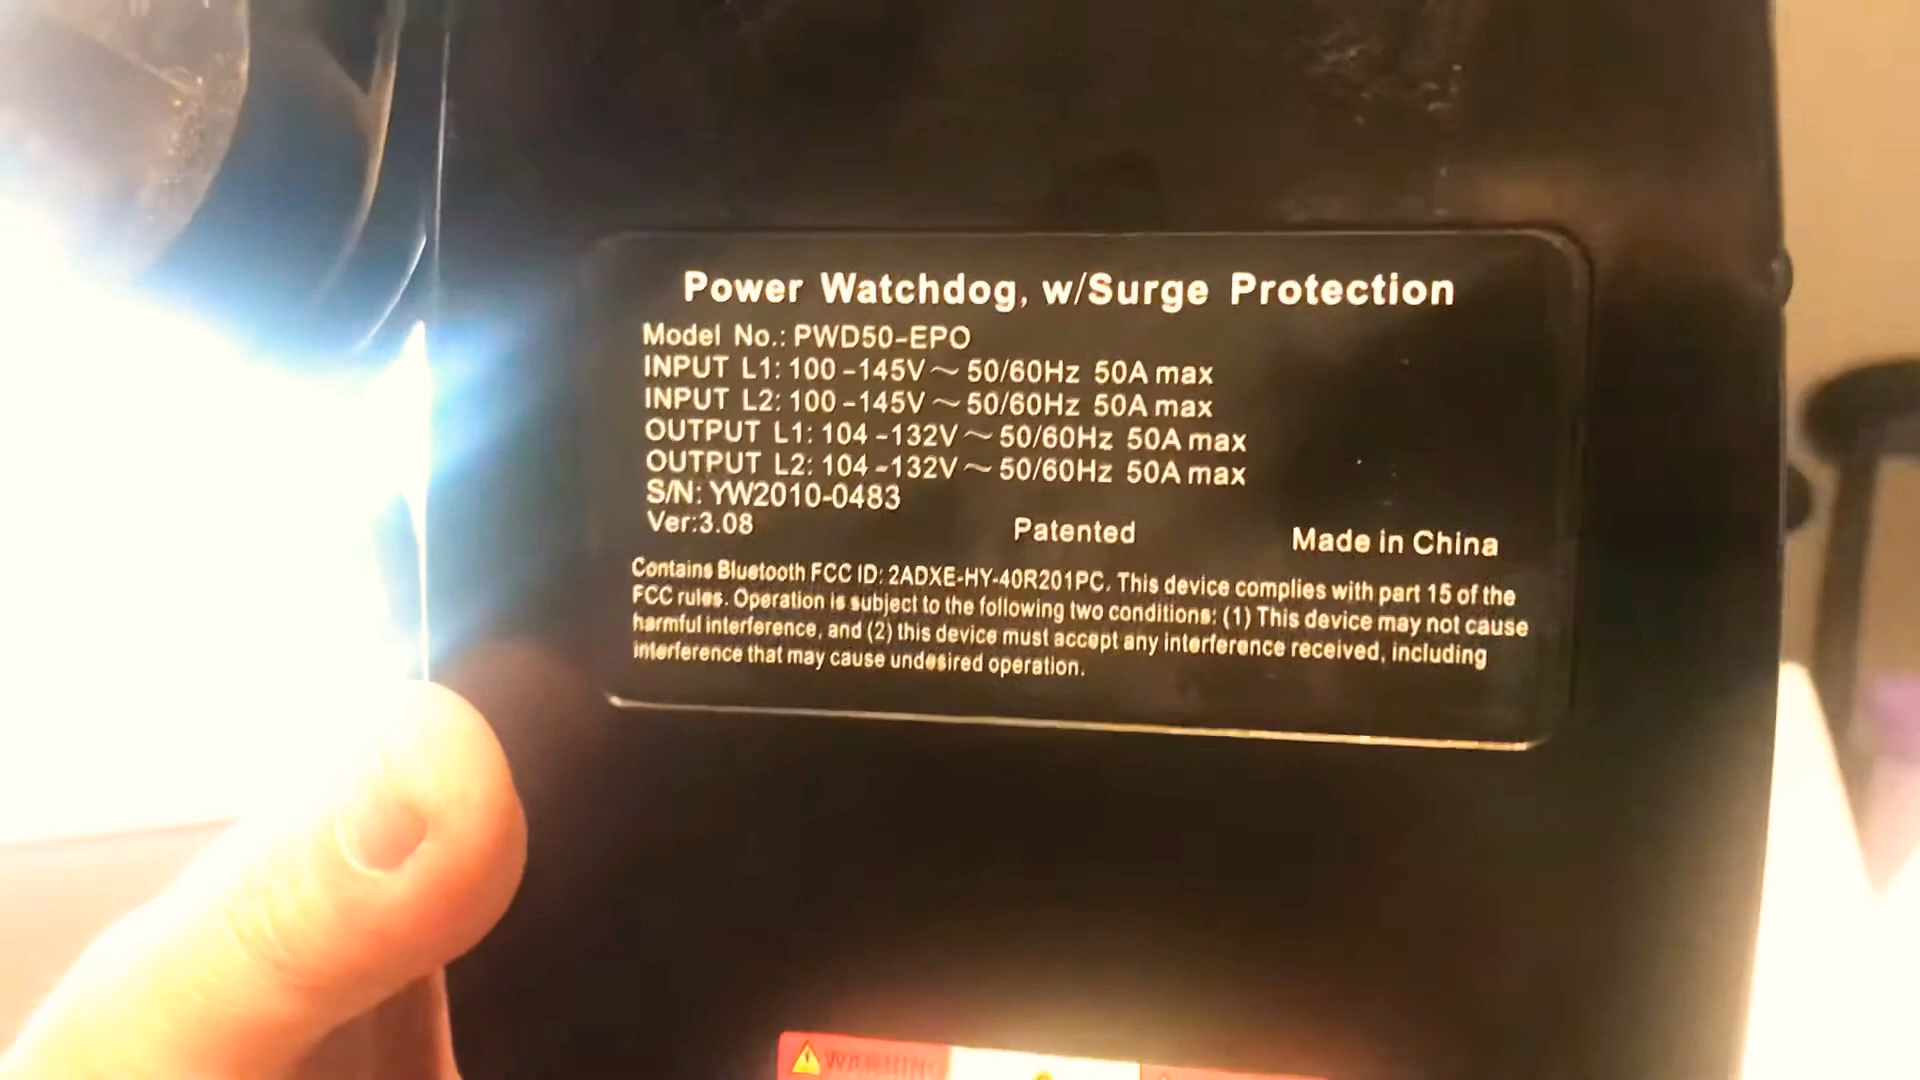 Power Watchdog, w/Surge Protection
Model No.: PWD50-EPO
INPUT L1: 100-145V~ 50/60Hz 50A max
INPUT L2: 100-145V~ 50/60Hz 50A max
OUTPUT L1: 104-132V~ 50/60Hz 50A max
OUTPUT L2: 104-132V~ 50/60Hz 50A max
S/N: YW2010-0483
Ver:3.08 Patented Made in China
Contains Bluetooth FCC ID: 2ADXE-HY-40R201PC. This device complies with part 15 of the
FCC rules. Operation is subject to the following two conditions: (1) This device may not cause
harmful interference, and (2) this device must accept any interference received, including
interference that may cause undesired operation.